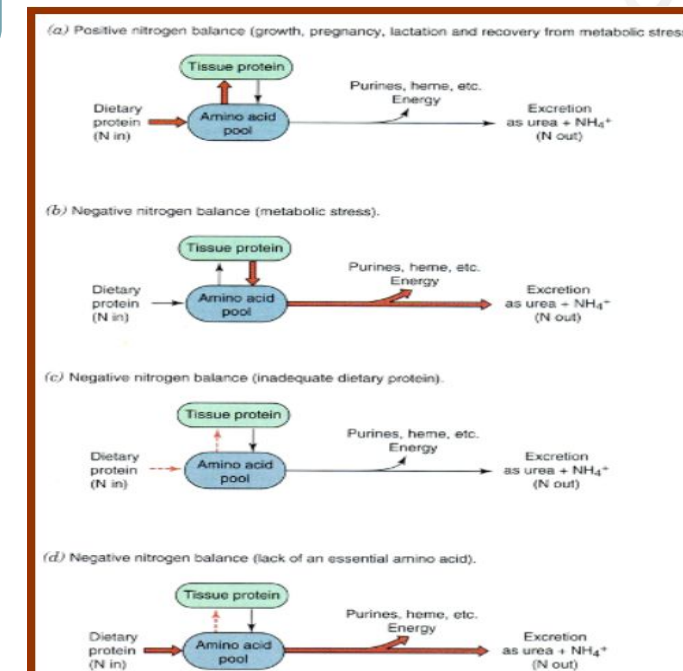 (a) Positive nitrogen balance (growth, pregnancy, lactation and recovery from metabolic stress
Tissue protein
Purines, heme, etc.
Energy
Dietary
protein
(N in)
Amino acid
pool
Excretion
as urea + NH₄⁺
(N out)
(b) Negative nitrogen balance (metabolic stress).
Tissue protein
Purines, heme, etc.
Energy
Dietary
protein
(N in)
Amino acid
pool
Excretion
as urea + NH₄⁺
(N out)
(c) Negative nitrogen balance (inadequate dietary protein).
Tissue protein
Purines, heme, etc.
Energy
Dietary
protein
(N in)
Amino acid
pool
Excretion
as urea + NH₄⁺
(N out)
(d) Negative nitrogen balance (lack of an essential amino acid).
Tissue protein
Purines, heme, etc.
Energy
Dietary
protein
(N in)
Amino acid
pool
Excretion
as urea + NH₄⁺
(N out)